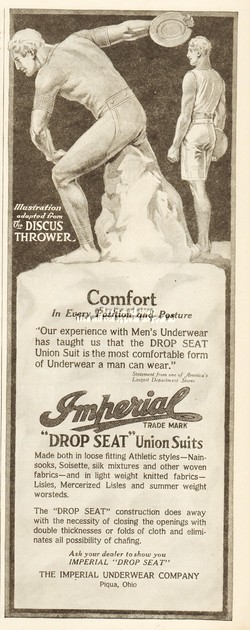 Illustration
adapted from
the DISCUS
THROWER.
Comfort
In Every Position and Posture
"Our experience with Men's Underwear
has taught us that the DROP SEAT
Union Suit is the most comfortable form
of Underwear a man can wear."
Statement from one of America's
Largest Department Stores
Imperial
TRADE MARK
"DROP SEAT" Union Suits
Made both in loose fitting Athletic styles—Nain-
sooks, Soisette, silk mixtures and other woven
fabrics—and in light weight knitted fabrics—
Lisles, Mercerized Lisles and summer weight
worsteds.
The "DROP SEAT" construction does away
with the necessity of closing the openings with
double thicknesses or folds of cloth and elimi-
nates all possibility of chafing.
Ask your dealer to show you
IMPERIAL "DROP SEAT"
THE IMPERIAL UNDERWEAR COMPANY
Piqua, Ohio